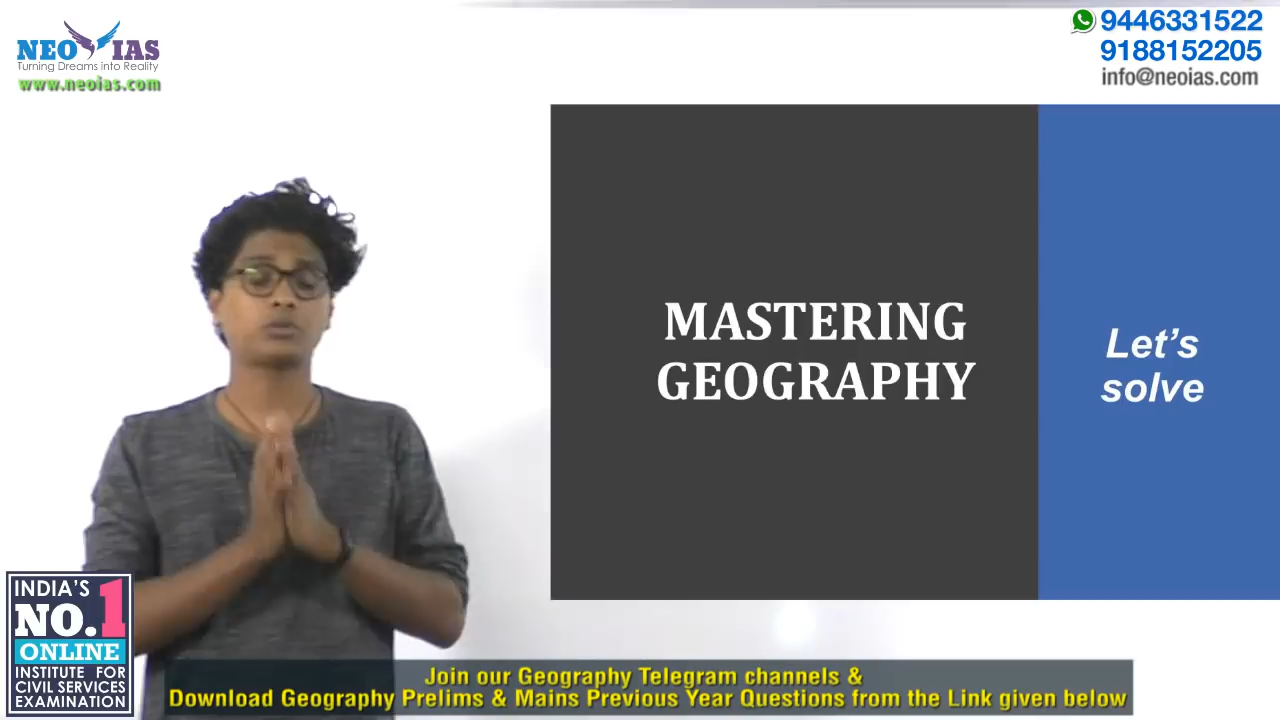 NEO IAS
Turning Dreams into Reality
www.neoias.com
9446331522
9188152205
info@neoias.com
MASTERING
GEOGRAPHY
Let's
solve
INDIA'S
NO.1
ONLINE
INSTITUTE FOR
CIVIL SERVICES
EXAMINATION
Join our Geography Telegram channels &
Download Geography Prelims & Mains Previous Year Questions from the Link given below